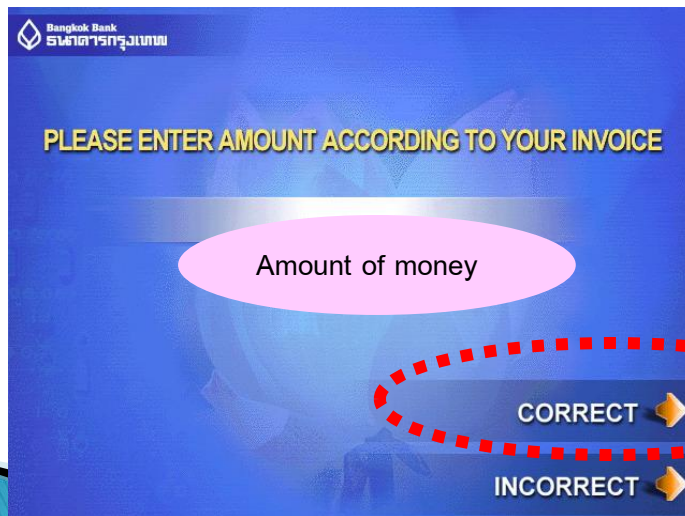 Bangkok Bank
ธนาคารกรุงเทพ
PLEASE ENTER AMOUNT ACCORDING TO YOUR INVOICE
Amount of money
CORRECT
INCORRECT